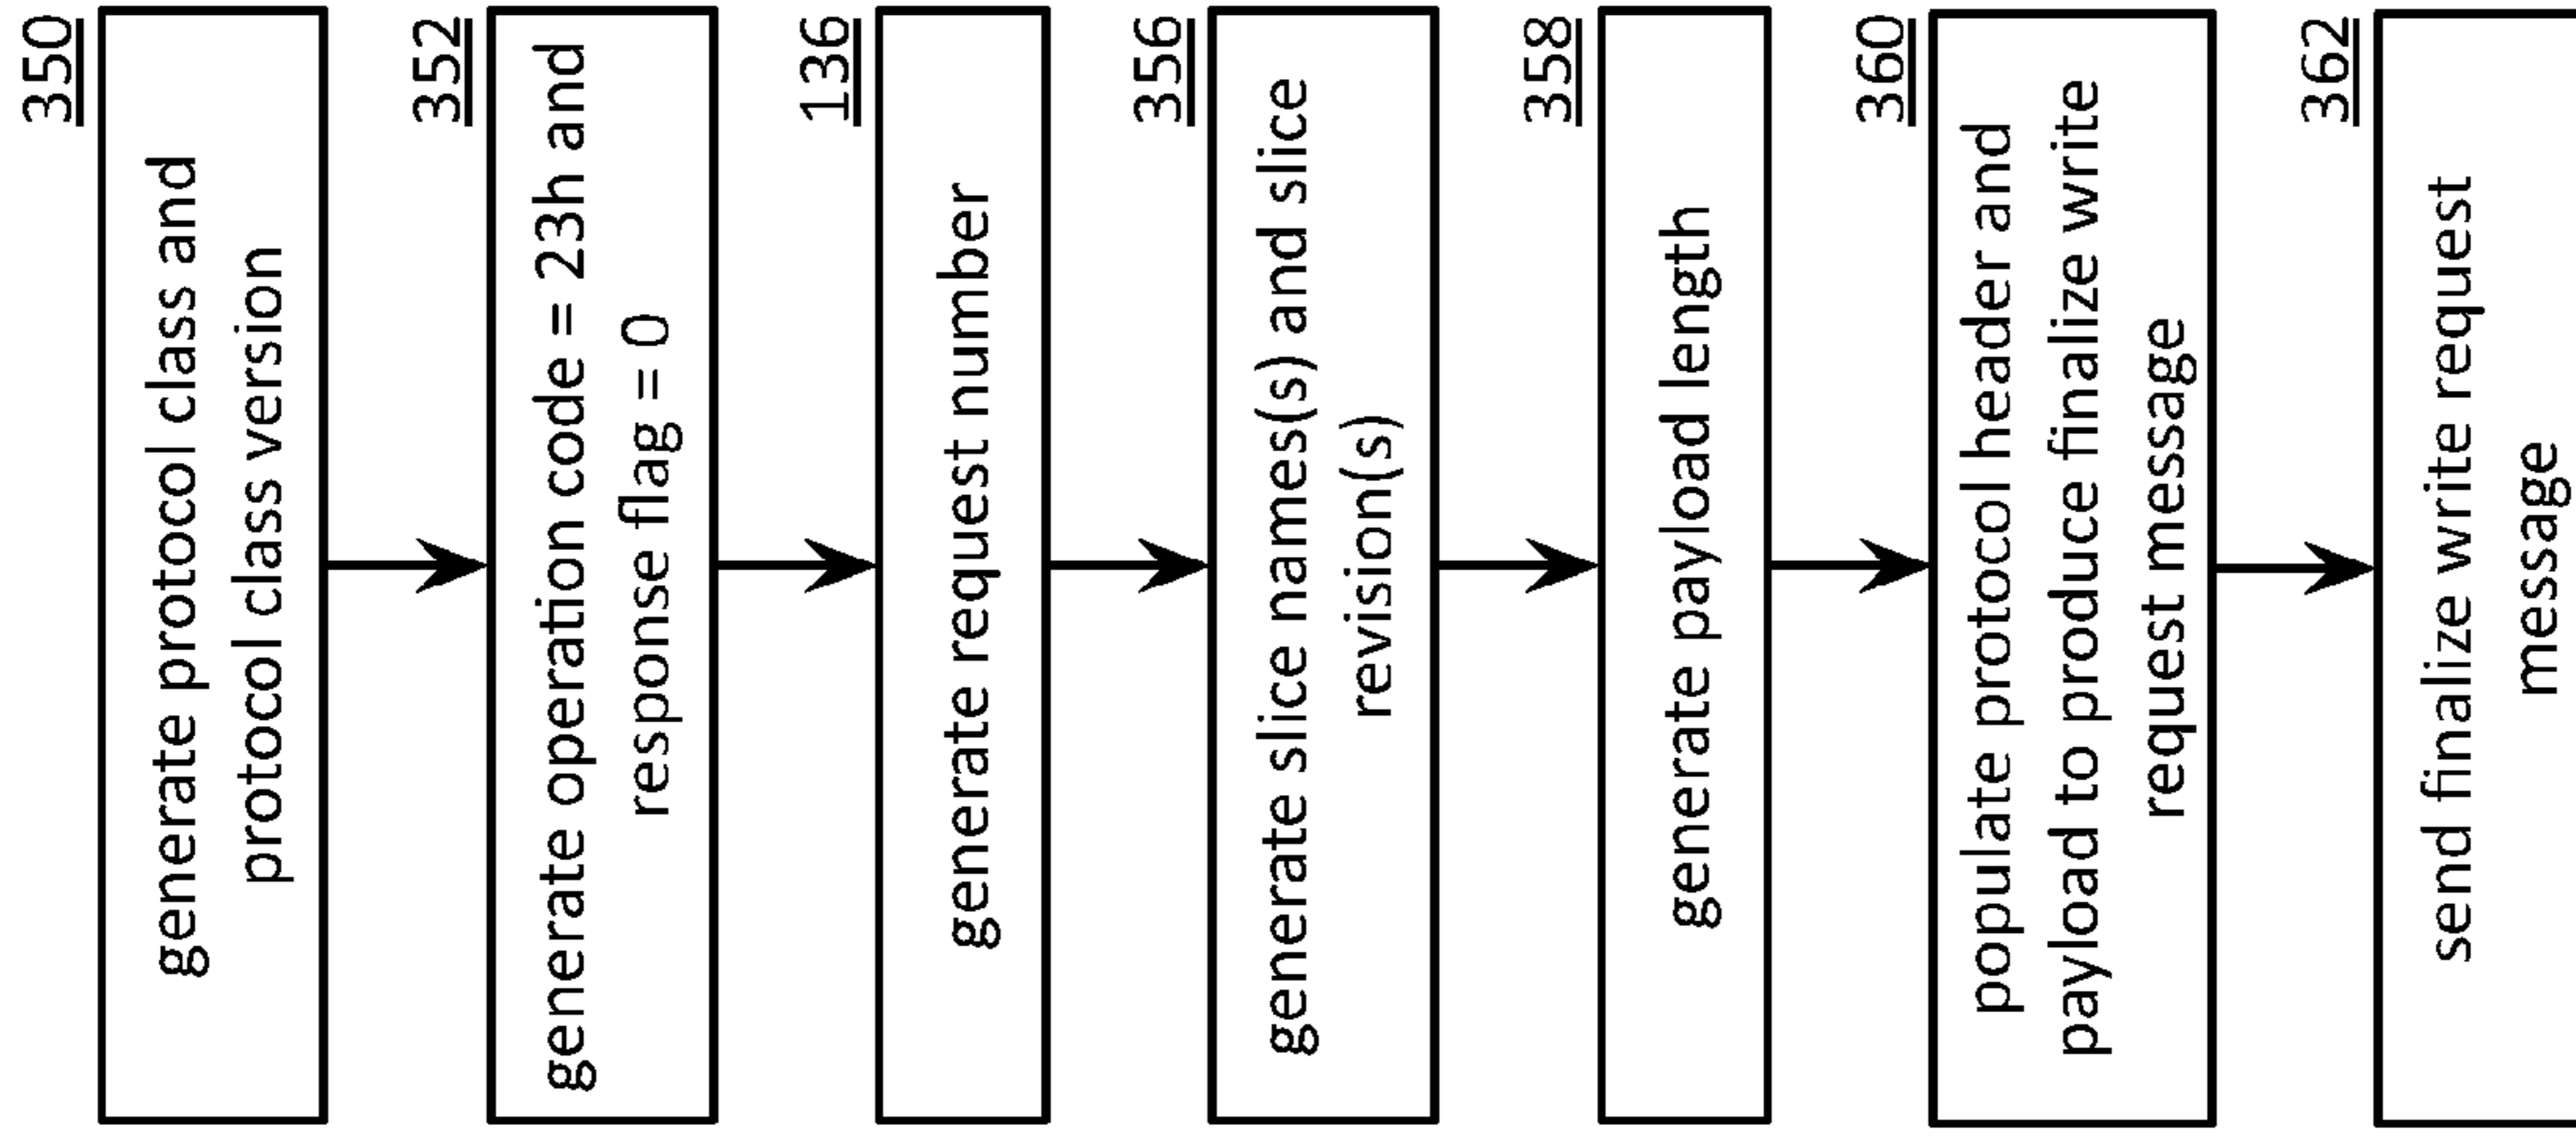 350
generate protocol class and
protocol class version
352
generate operation code = 23h and
response flag = 0
136
generate request number
356
generate slice names(s) and slice
revision(s)
358
generate payload length
360
populate protocol header and
payload to produce finalize write
request message
362
send finalize write request
message